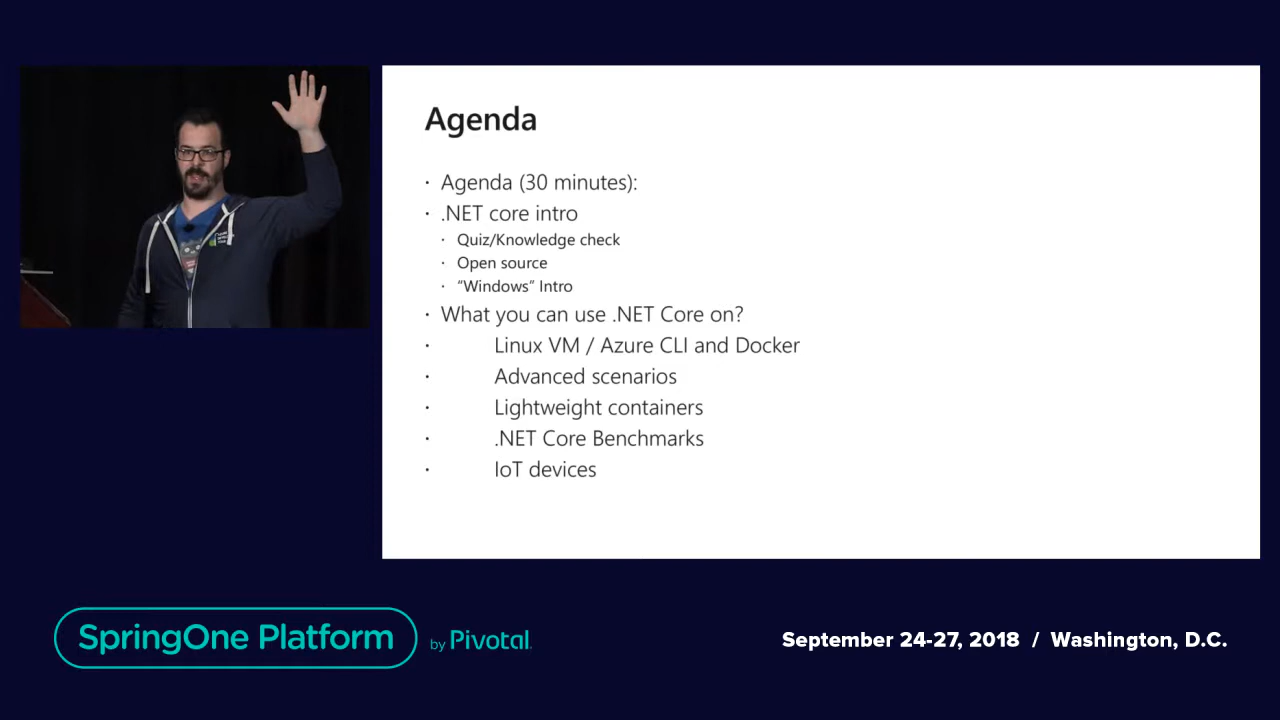 Agenda
· Agenda (30 minutes):
· .NET core intro
· Quiz/Knowledge check
· Open source
· “Windows” Intro
· What you can use .NET Core on?
· Linux VM / Azure CLI and Docker
· Advanced scenarios
· Lightweight containers
· .NET Core Benchmarks
· IoT devices
SpringOne Platform by Pivotal.
September 24-27, 2018 / Washington, D.C.